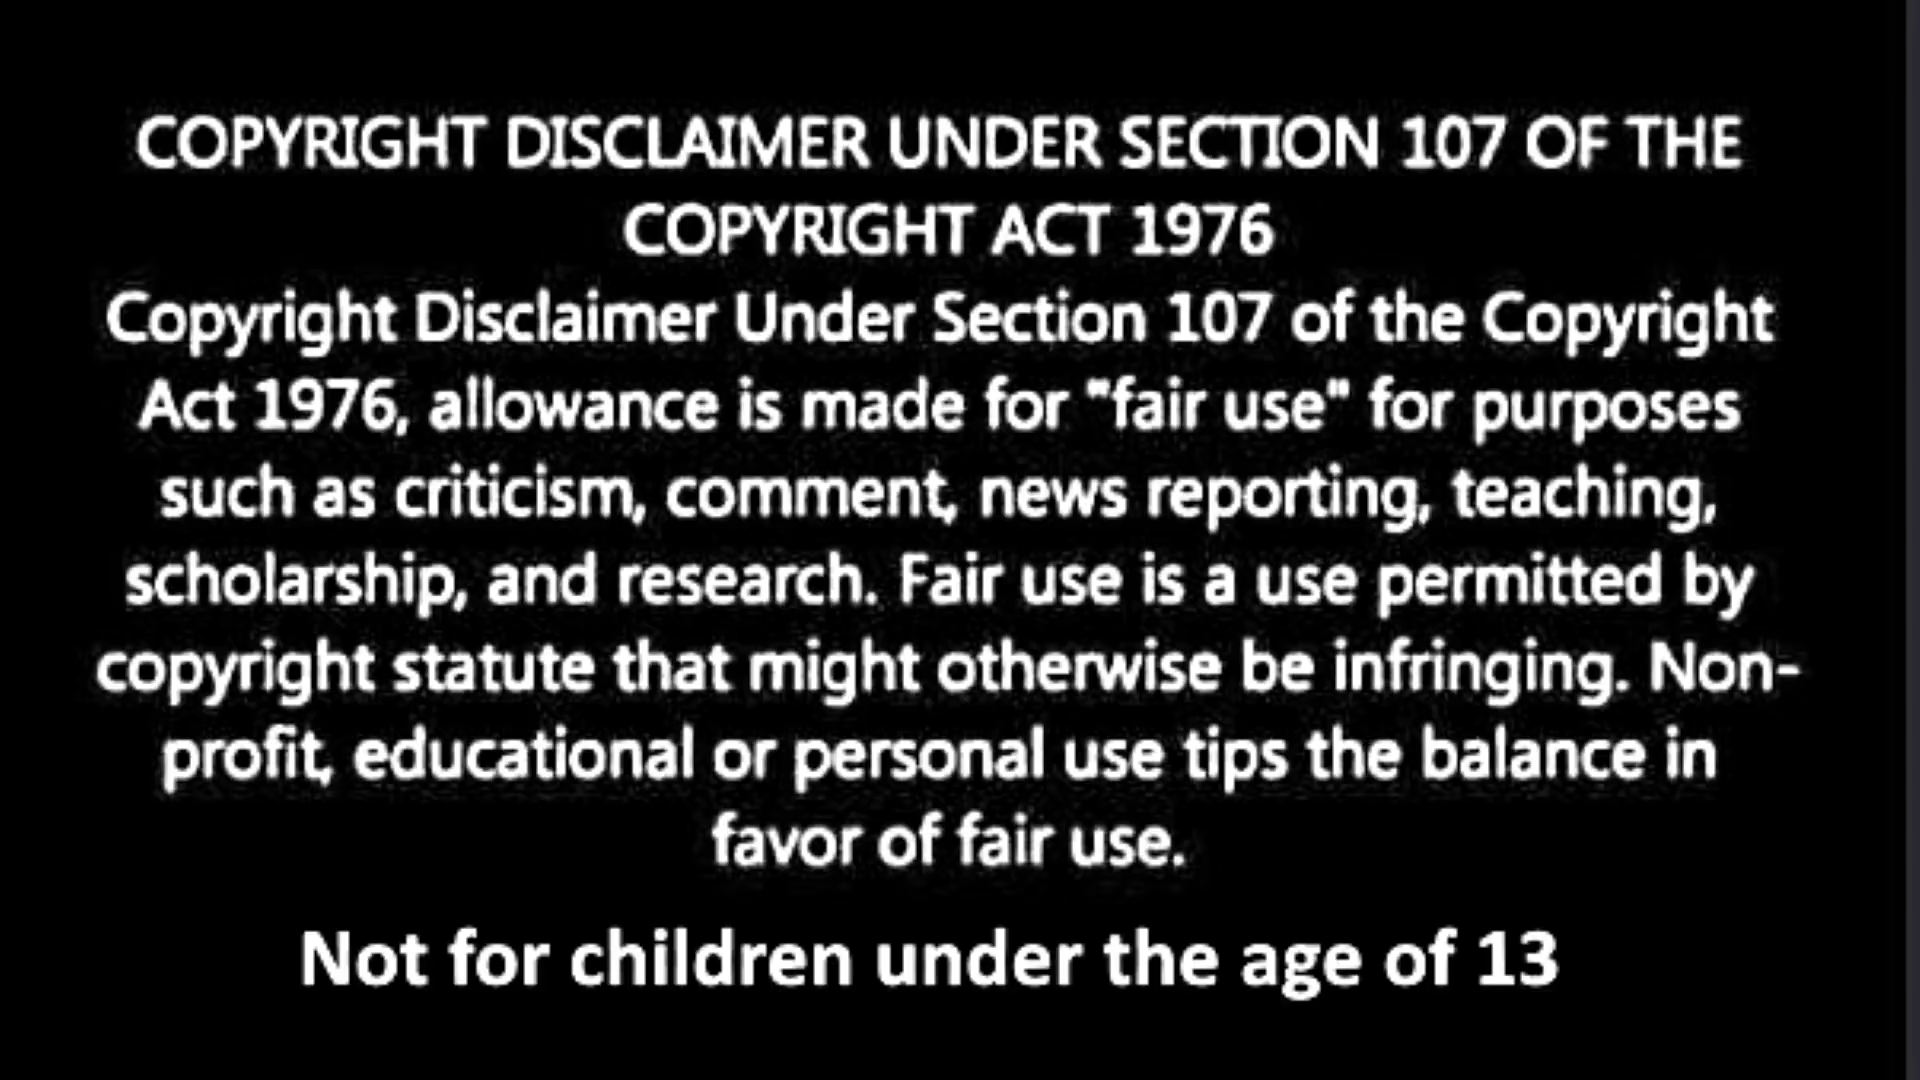 COPYRIGHT DISCLAIMER UNDER SECTION 107 OF THE
COPYRIGHT ACT 1976
Copyright Disclaimer Under Section 107 of the Copyright
Act 1976, allowance is made for "fair use" for purposes
such as criticism, comment, news reporting, teaching,
scholarship, and research. Fair use is a use permitted by
copyright statute that might otherwise be infringing. Non-
profit, educational or personal use tips the balance in
favor of fair use.
Not for children under the age of 13